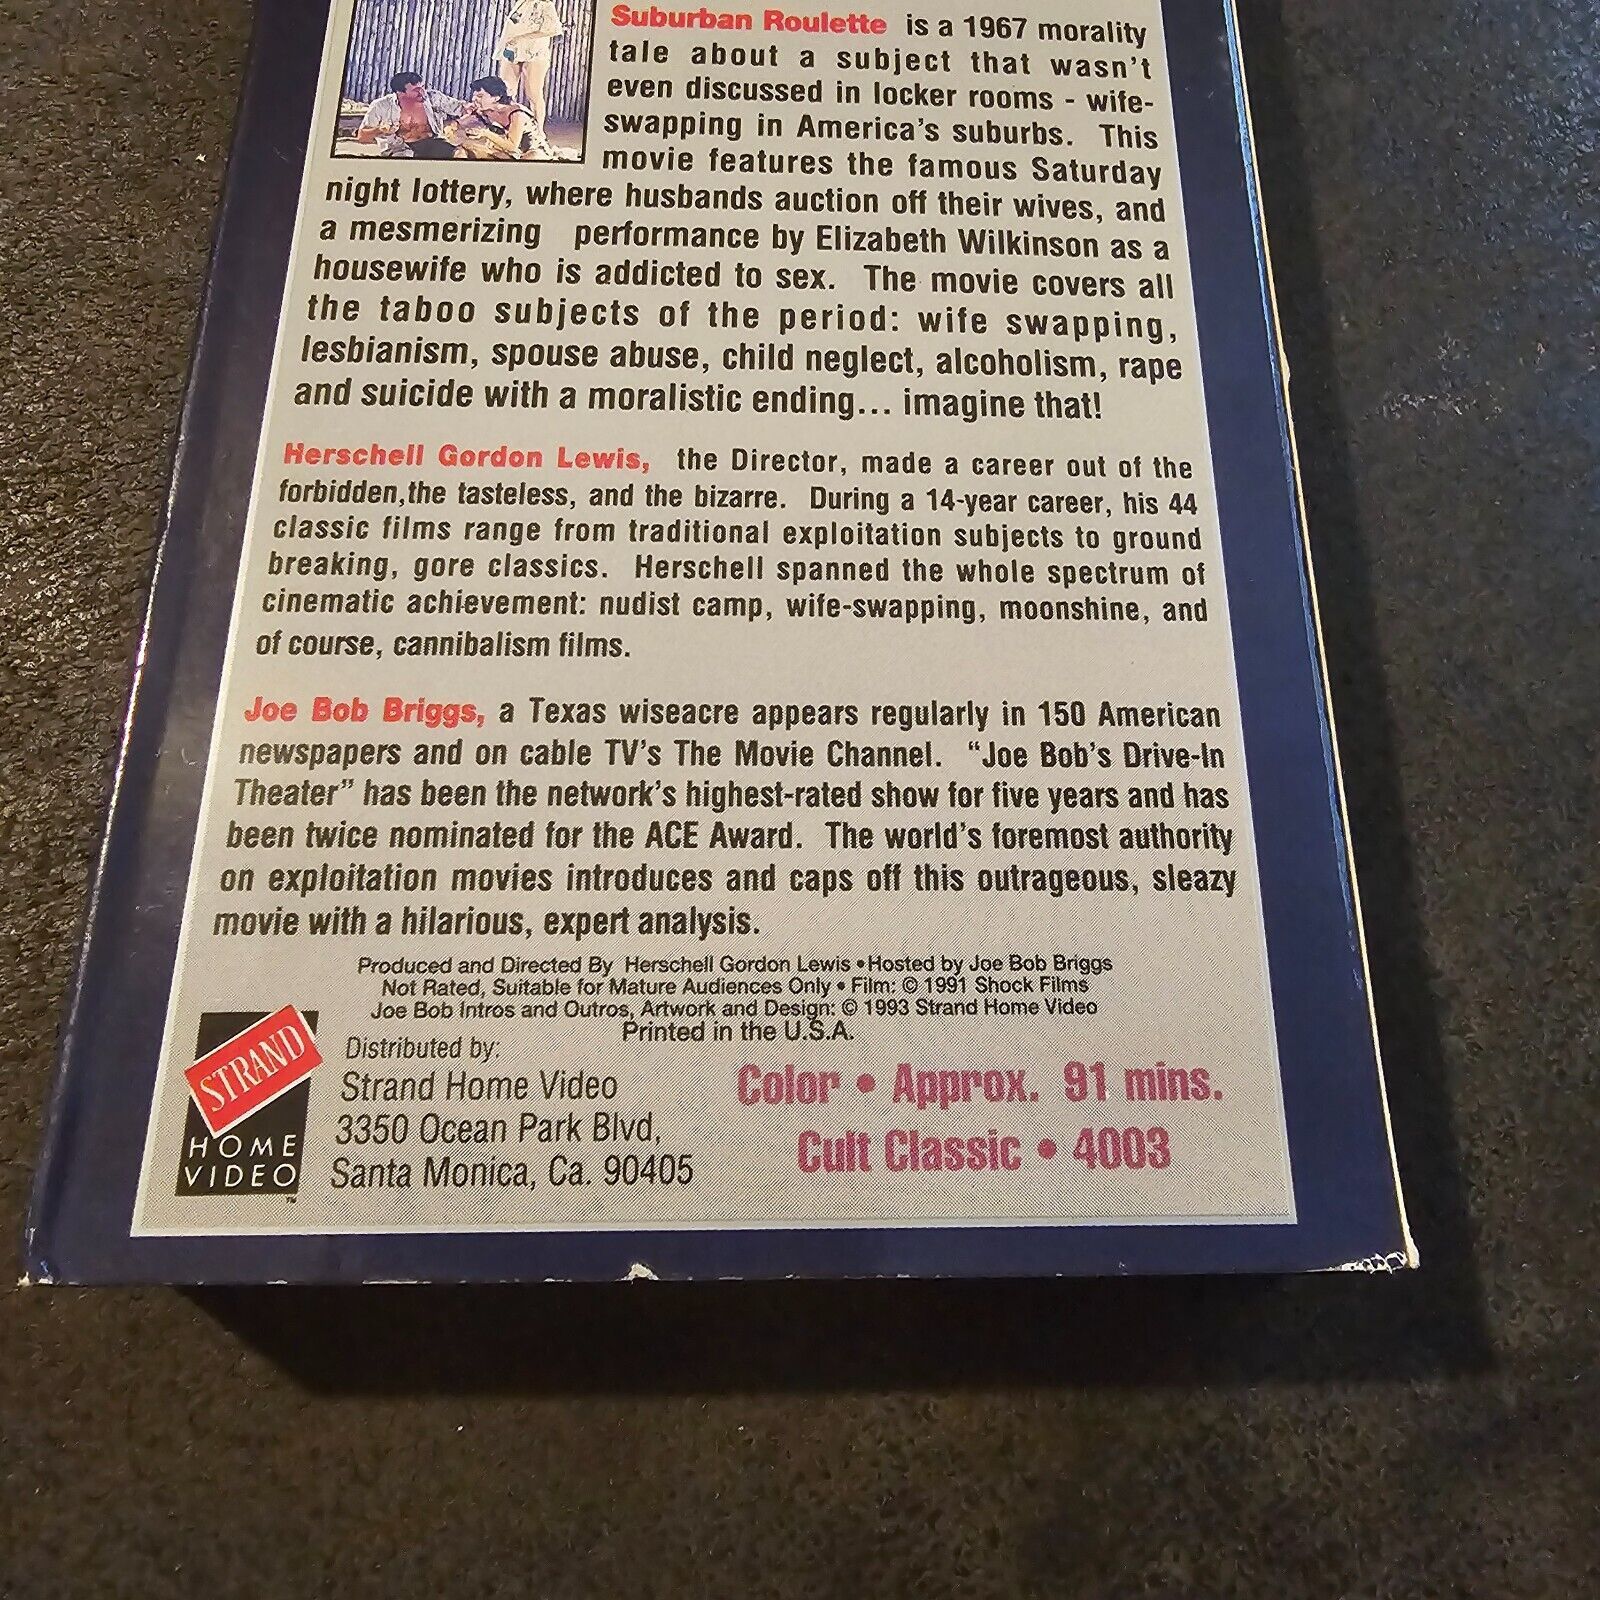 Suburban Roulette is a 1967 morality
tale about a subject that wasn't
even discussed in locker rooms - wife-
swapping in America's suburbs. This
movie features the famous Saturday
night lottery, where husbands auction off their wives, and
a mesmerizing performance by Elizabeth Wilkinson as a
housewife who is addicted to sex. The movie covers all
the taboo subjects of the period: wife swapping,
lesbianism, spouse abuse, child neglect, alcoholism, rape
and suicide with a moralistic ending... imagine that!
Herschell Gordon Lewis, the Director, made a career out of the
forbidden,the tasteless, and the bizarre. During a 14-year career, his 44
classic films range from traditional exploitation subjects to ground
breaking, gore classics. Herschell spanned the whole spectrum of
cinematic achievement: nudist camp, wife-swapping, moonshine, and
of course, cannibalism films.
Joe Bob Briggs, a Texas wiseacre appears regularly in 150 American
newspapers and on cable TV's The Movie Channel. "Joe Bob's Drive-In
Theater" has been the network's highest-rated show for five years and has
been twice nominated for the ACE Award. The world's foremost authority
on exploitation movies introduces and caps off this outrageous, sleazy
movie with a hilarious, expert analysis.
Produced and Directed By Herschell Gordon Lewis • Hosted by Joe Bob Briggs
Not Rated, Suitable for Mature Audiences Only • Film: © 1991 Shock Films
Joe Bob Intros and Outros, Artwork and Design: © 1993 Strand Home Video
Printed in the U.S.A.
STRAND
HOME
VIDEO
™
Distributed by:
Strand Home Video
3350 Ocean Park Blvd,
Santa Monica, Ca. 90405
Color • Approx. 91 mins.
Cult Classic • 4003